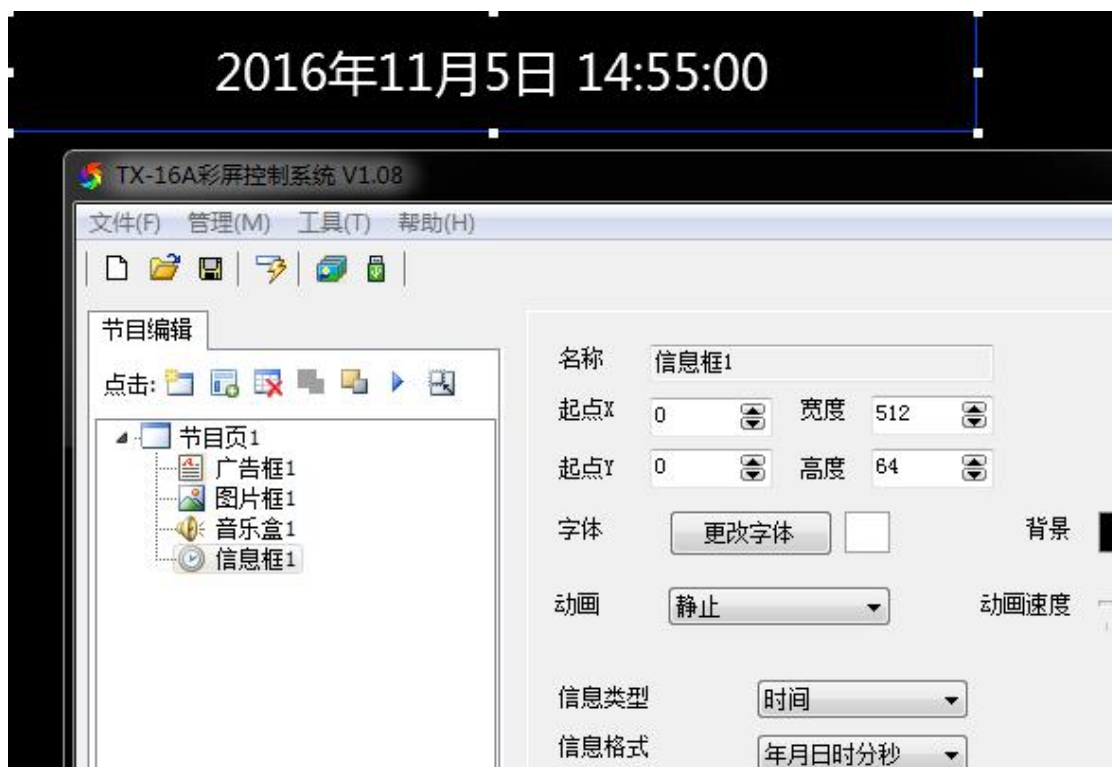 2016年11月5日 14:55:00
TX-16A彩屏控制系统 V1.08
文件(F) 管理(M) 工具(T) 帮助(H)
节目编辑
点击:
节目页1
广告框1
图片框1
音乐盒1
信息框1
名称 信息框1
起点X 0 宽度 512
起点Y 0 高度 64
字体 更改字体 背景
动画 静止 动画速度
信息类型 时间
信息格式 年月日时分秒